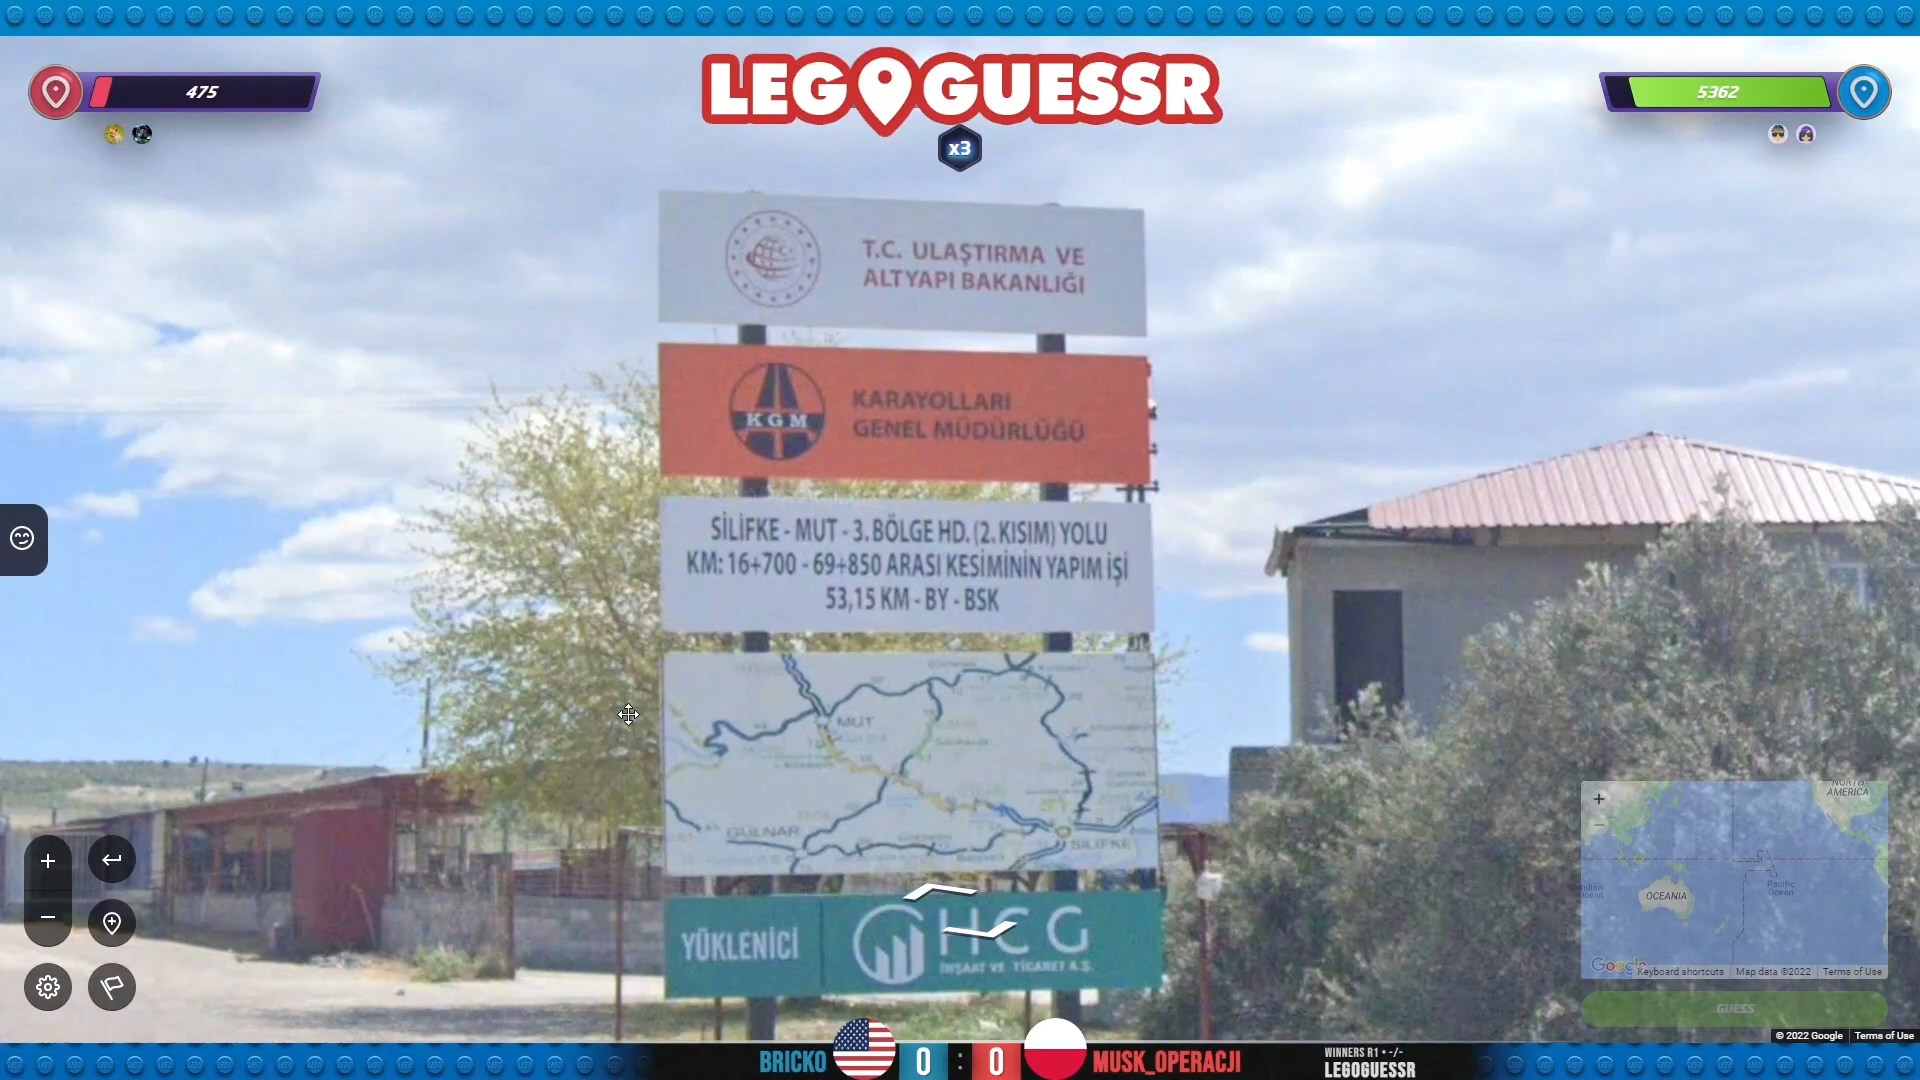 LEGOGUESSR
475
5362
x3
T.C. ULAŞTIRMA VE
ALTYAPI BAKANLIĞI
KGM
KARAYOLLARI
GENEL MÜDÜRLÜĞÜ
SİLİFKE - MUT - 3. BÖLGE HD. (2. KISIM) YOLU
KM: 16+700 - 69+850 ARASI KESİMİNİN YAPIM İŞİ
53,15 KM - BY - BSK
MUT
GÜLNAR
SİLİFKE
YÜKLENİCİ
HCG
İNŞAAT VE TİCARET A.Ş.
NORTH
AMERICA
OCEANIA
Pacific
Ocean
Google
Keyboard shortcuts
Map data ©2022
Terms of Use
GUESS
© 2022 Google
Terms of Use
BRICKO
0 : 0
MUSK_OPERACJI
WINNERS R1 • -/-
LEGOGUESSR